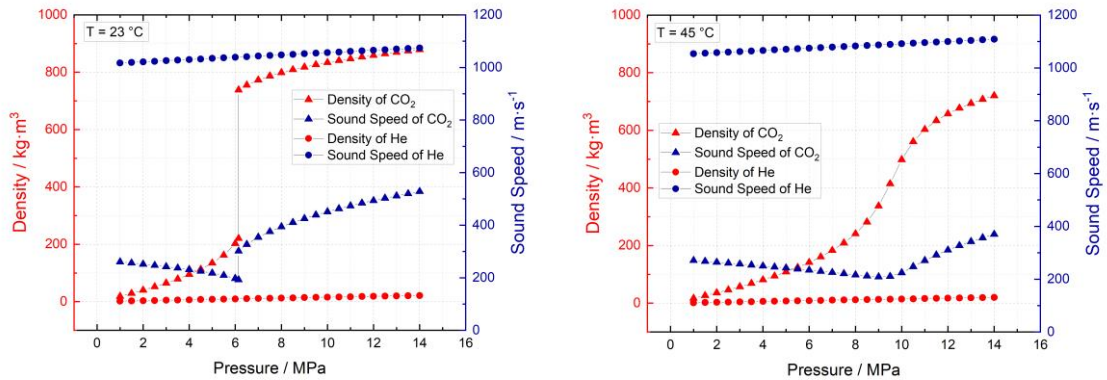 T = 23 °C
Density / kg·m³
1000
800
600
400
200
0
Density of CO₂
Sound Speed of CO₂
Density of He
Sound Speed of He
1200
1000
800
600
400
200
0
Sound Speed / m·s⁻¹
0 2 4 6 8 10 12 14 16
Pressure / MPa
T = 45 °C
Density / kg·m³
1000
800
600
400
200
0
Density of CO₂
Sound Speed of CO₂
Density of He
Sound Speed of He
1200
1000
800
600
400
200
0
Sound Speed / m·s⁻¹
0 2 4 6 8 10 12 14 16
Pressure / MPa